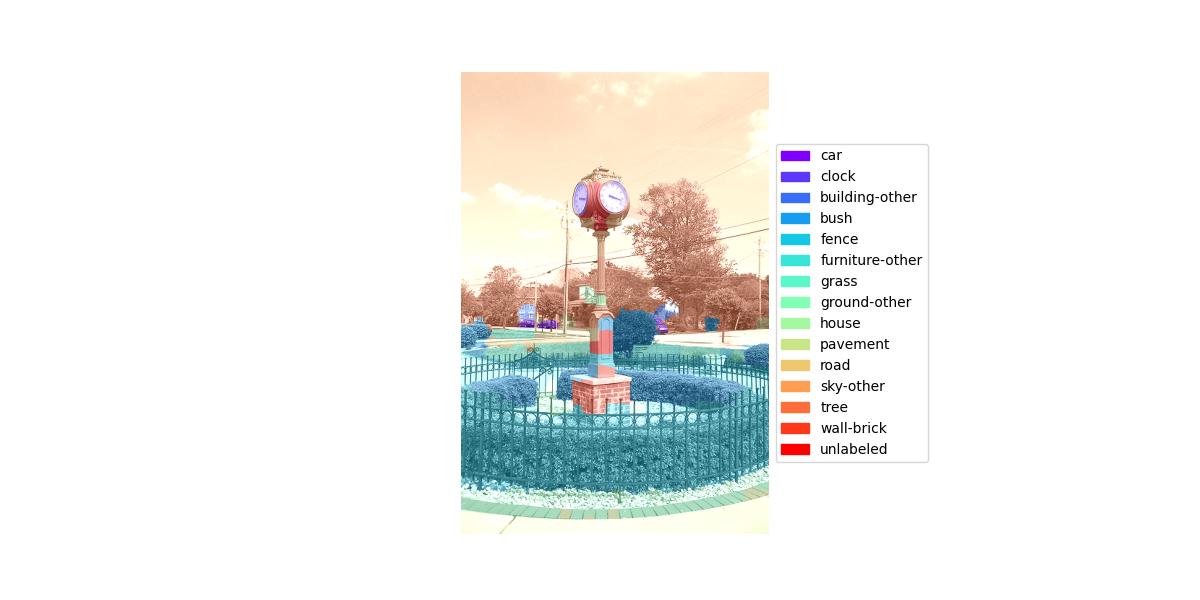 car
clock
building-other
bush
fence
furniture-other
grass
ground-other
house
pavement
road
sky-other
tree
wall-brick
unlabeled